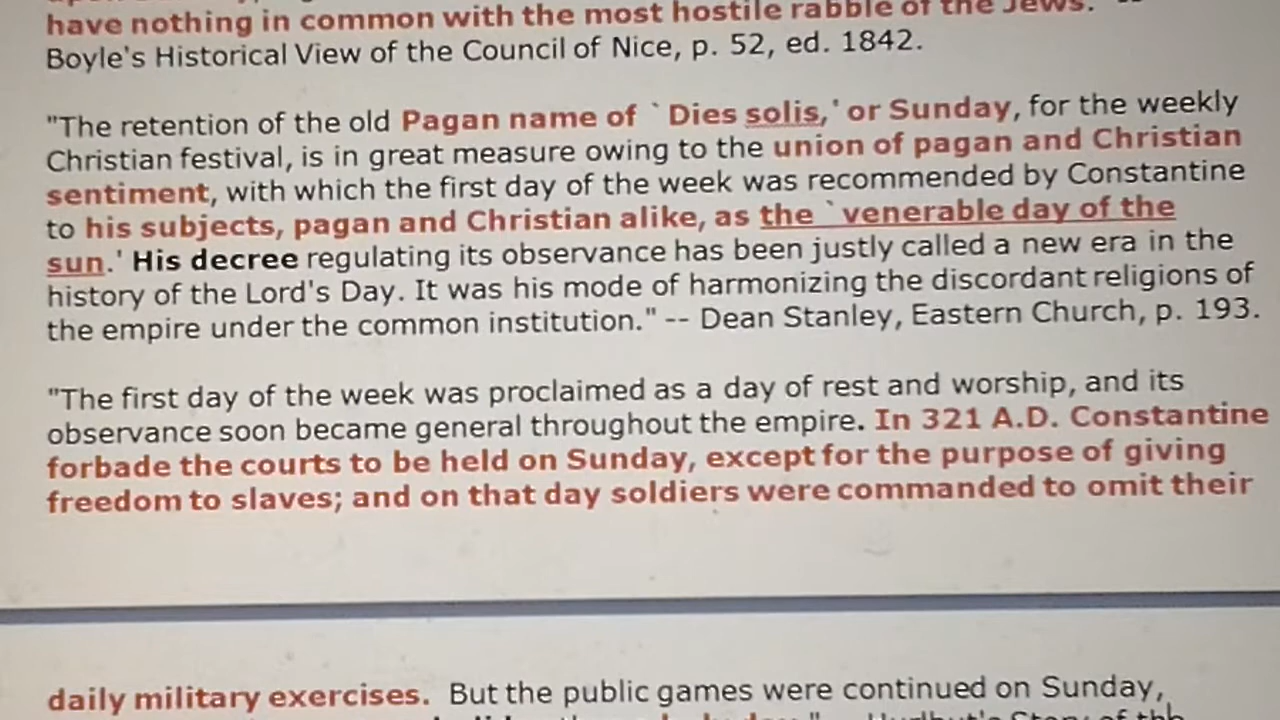 have nothing in common with the most hostile rabble of the Jews." --
Boyle's Historical View of the Council of Nice, p. 52, ed. 1842.
"The retention of the old Pagan name of `Dies solis,' or Sunday, for the weekly
Christian festival, is in great measure owing to the union of pagan and Christian
sentiment, with which the first day of the week was recommended by Constantine
to his subjects, pagan and Christian alike, as the `venerable day of the
sun.' His decree regulating its observance has been justly called a new era in the
history of the Lord's Day. It was his mode of harmonizing the discordant religions of
the empire under the common institution." -- Dean Stanley, Eastern Church, p. 193.
"The first day of the week was proclaimed as a day of rest and worship, and its
observance soon became general throughout the empire. In 321 A.D. Constantine
forbade the courts to be held on Sunday, except for the purpose of giving
freedom to slaves; and on that day soldiers were commanded to omit their
daily military exercises. But the public games were continued on Sunday,